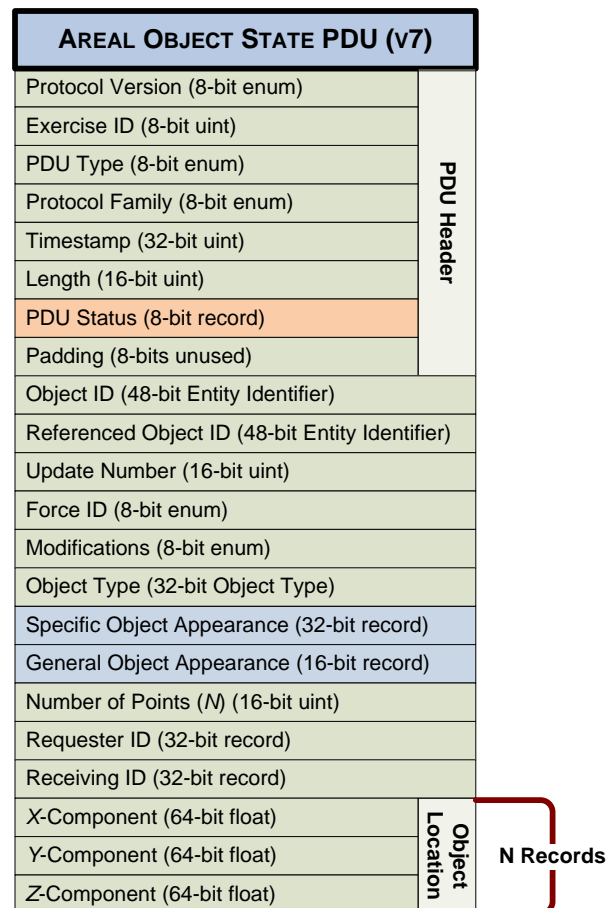 AREAL OBJECT STATE PDU (V7)
Protocol Version (8-bit enum)
Exercise ID (8-bit uint)
PDU Type (8-bit enum)
Protocol Family (8-bit enum)
Timestamp (32-bit uint)
Length (16-bit uint)
PDU Status (8-bit record)
Padding (8-bits unused)
PDU Header
Object ID (48-bit Entity Identifier)
Referenced Object ID (48-bit Entity Identifier)
Update Number (16-bit uint)
Force ID (8-bit enum)
Modifications (8-bit enum)
Object Type (32-bit Object Type)
Specific Object Appearance (32-bit record)
General Object Appearance (16-bit record)
Number of Points (N) (16-bit uint)
Requester ID (32-bit record)
Receiving ID (32-bit record)
X-Component (64-bit float)
Y-Component (64-bit float)
Z-Component (64-bit float)
Object
Location
N Records